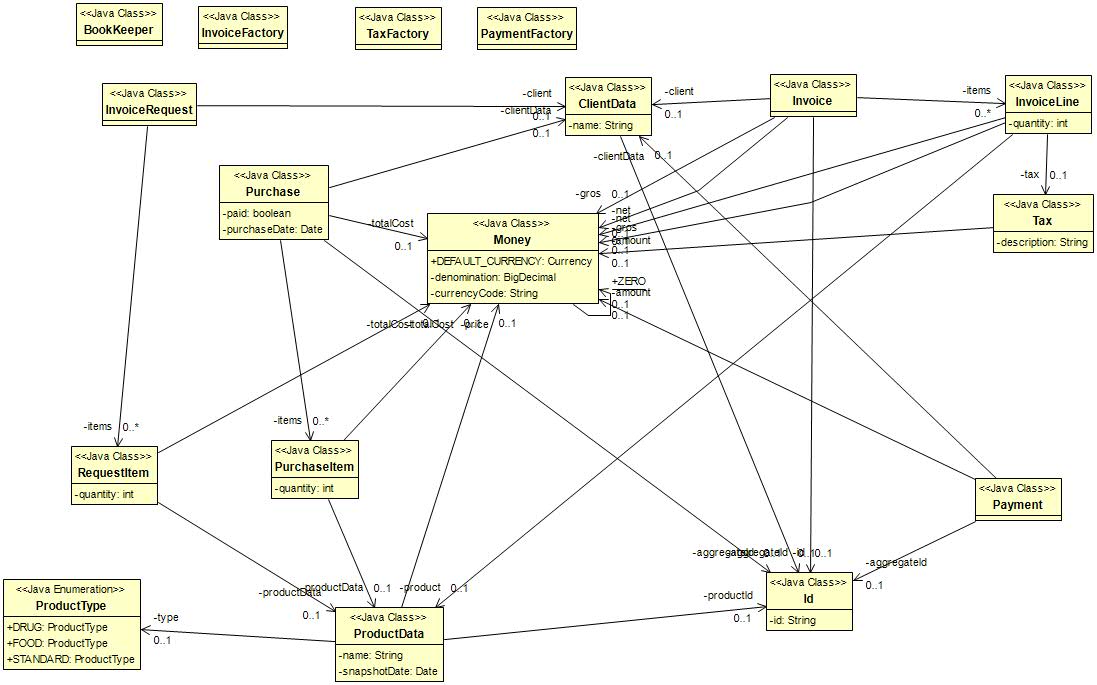 <<Java Class>>
BookKeeper
<<Java Class>>
InvoiceFactory
<<Java Class>>
TaxFactory
<<Java Class>>
PaymentFactory
<<Java Class>>
InvoiceRequest
-client
0..1
-clientData
0..1
<<Java Class>>
ClientData
-name: String
-client
0..1
<<Java Class>>
Invoice
-items
0..*
<<Java Class>>
InvoiceLine
-quantity: int
-clientData
0..1
-tax
0..1
<<Java Class>>
Purchase
-paid: boolean
-purchaseDate: Date
-totalCost
0..1
<<Java Class>>
Money
+DEFAULT_CURRENCY: Currency
-denomination: BigDecimal
-currencyCode: String
-gros
0..1
-net
-net
-gros
0..1
-amount
0..1
0..1
+ZERO
-amount
0..1
0..1
<<Java Class>>
Tax
-description: String
-totalCost
-totalCost
0..1
-price
0..1
0..1
-items
0..*
-items
0..*
<<Java Class>>
RequestItem
-quantity: int
<<Java Class>>
PurchaseItem
-quantity: int
<<Java Class>>
Payment
-aggregateId
-aggregateId
0..1
-id
0..1
0..1
-aggregateId
0..1
<<Java Enumeration>>
ProductType
+DRUG: ProductType
+FOOD: ProductType
+STANDARD: ProductType
-type
0..1
-productData
0..1
-productData
0..1
-product
0..1
<<Java Class>>
ProductData
-name: String
-snapshotDate: Date
-productId
0..1
<<Java Class>>
Id
-id: String